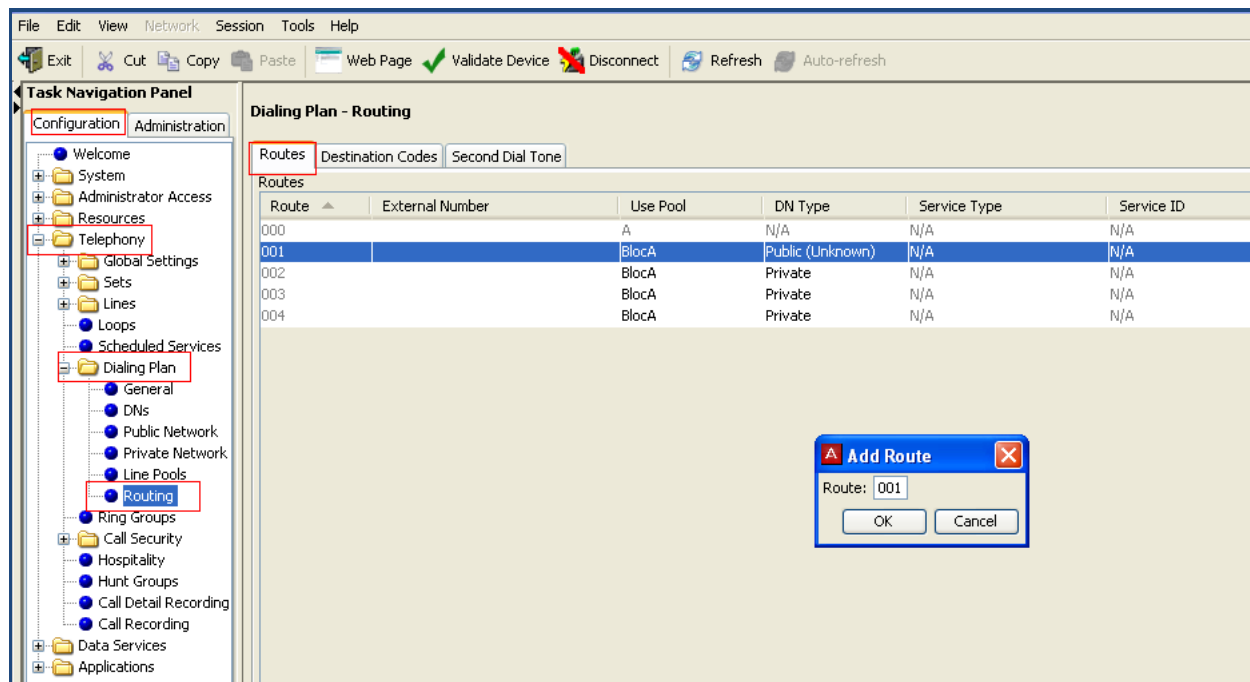 File Edit View Network Session Tools Help
Exit Cut Copy Paste Web Page Validate Device Disconnect Refresh Auto-refresh
Task Navigation Panel
Configuration Administration
Welcome
System
Administrator Access
Resources
Telephony
Global Settings
Sets
Lines
Loops
Scheduled Services
Dialing Plan
General
DNs
Public Network
Private Network
Line Pools
Routing
Ring Groups
Call Security
Hospitality
Hunt Groups
Call Detail Recording
Call Recording
Data Services
Applications
Dialing Plan - Routing
Routes Destination Codes Second Dial Tone
Routes
Route External Number Use Pool DN Type Service Type Service ID
000 A N/A N/A N/A
001 BlocA Public (Unknown) N/A N/A
002 BlocA Private N/A N/A
003 BlocA Private N/A N/A
004 BlocA Private N/A N/A
A Add Route
Route: 001
OK Cancel